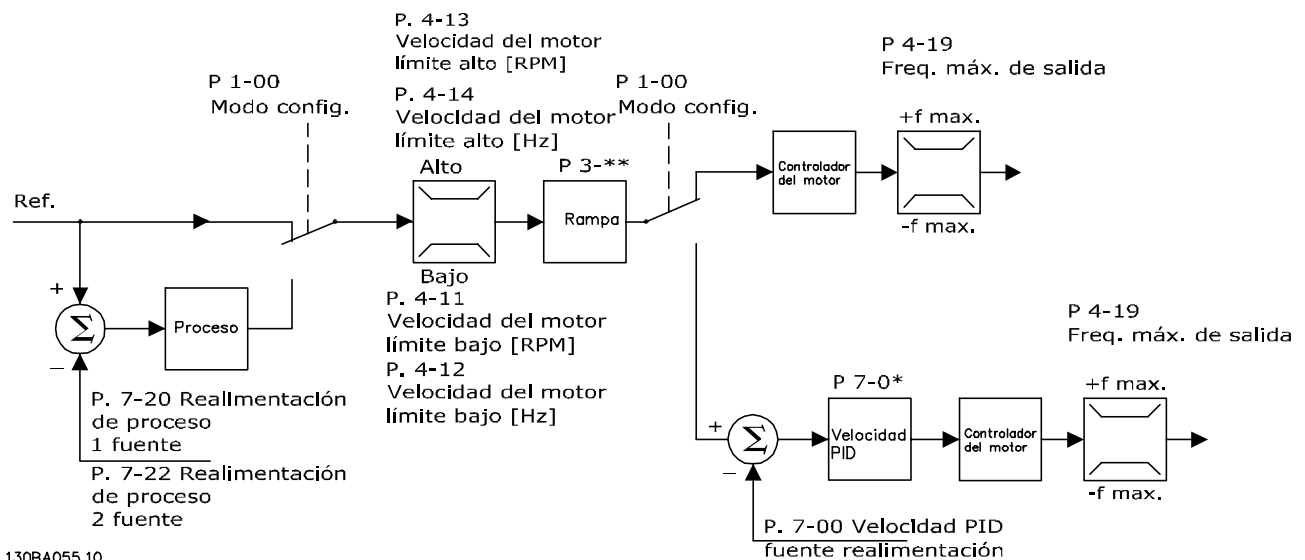 P. 4-13
Velocidad del motor
límite alto [RPM]
P 4-19
Freq. máx. de salida
P 1-00
Modo config.
P. 4-14
Velocidad del motor
límite alto [Hz]
P 1-00
Modo config.
+f max.
Alto
P 3-**
Controlador
del motor
Ref.
Rampa
-f max.
Bajo
+
Σ
Proceso
P. 4-11
Velocidad del motor
límite bajo [RPM]
P 4-19
Freq. máx. de salida
−
P. 4-12
Velocidad del motor
límite bajo [Hz]
P. 7-20 Realimentación
de proceso
1 fuente
P 7-0*
+f max.
+
Σ
Velocidad
PID
Controlador
del motor
−
P. 7-22 Realimentación
de proceso
2 fuente
-f max.
P. 7-00 Velocidad PID
fuente realimentación
130BA055.10